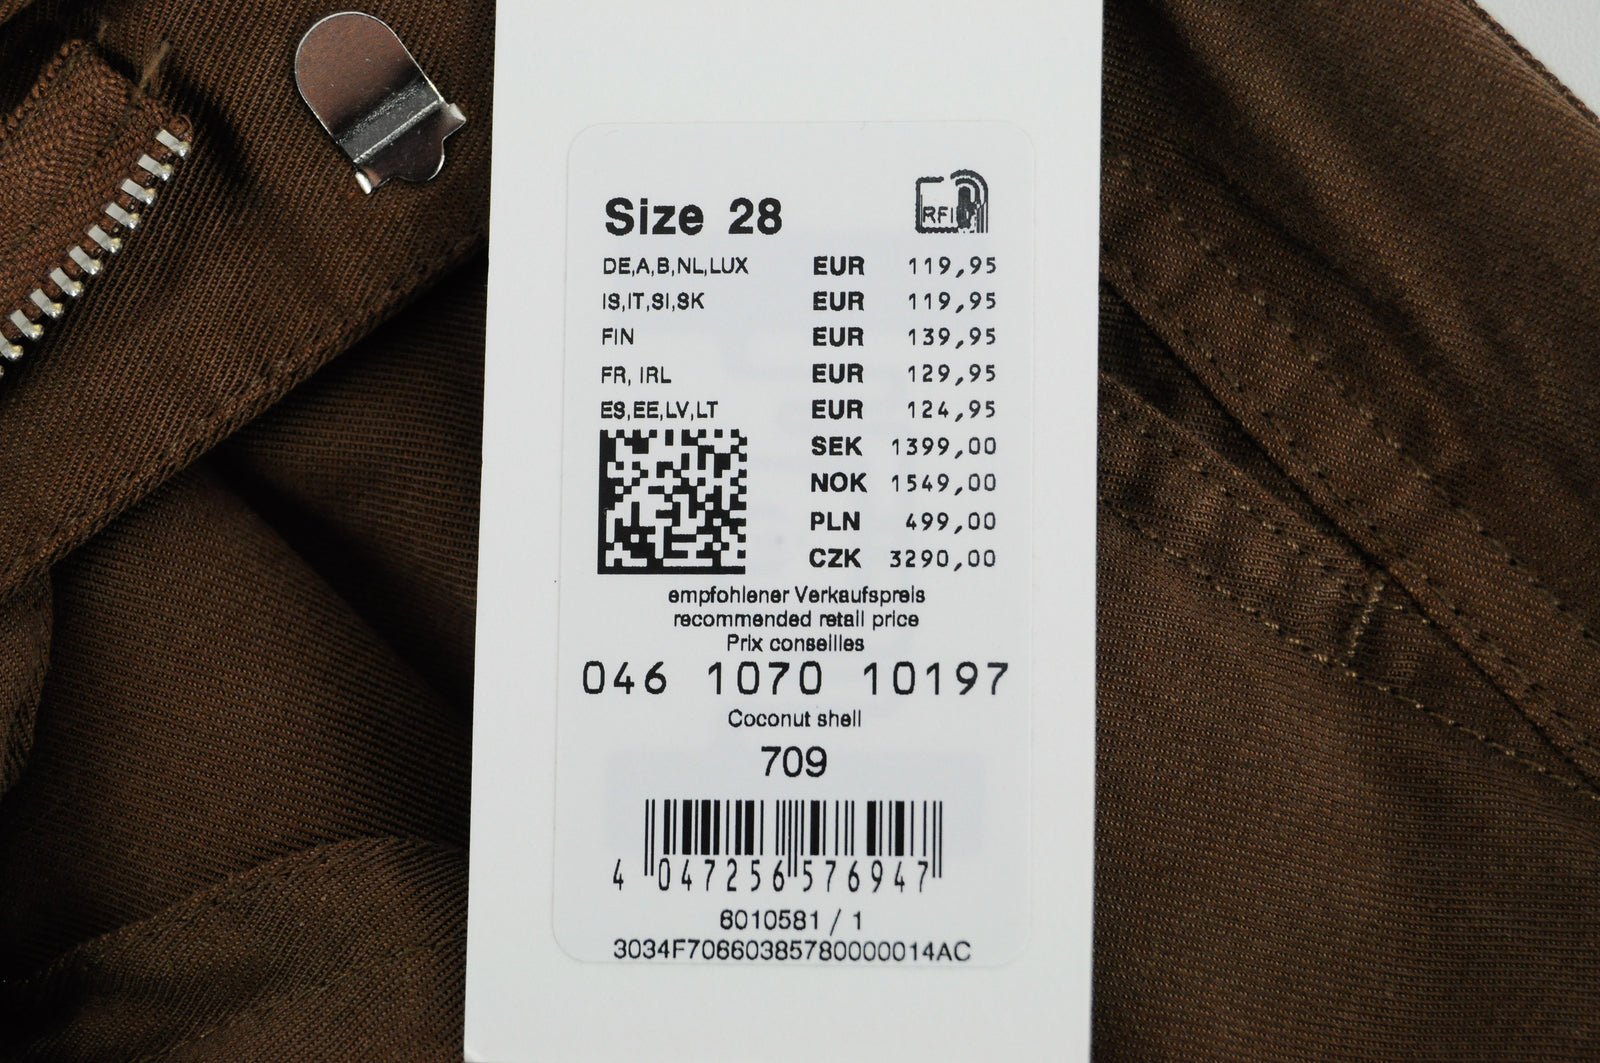 Size 28
RFID
DE,A,B,NL,LUX EUR 119,95
IS,IT,SI,SK EUR 119,95
FIN EUR 139,95
FR, IRL EUR 129,95
ES,EE,LV,LT EUR 124,95
SEK 1399,00
NOK 1549,00
PLN 499,00
CZK 3290,00
empfohlener Verkaufspreis
recommended retail price
Prix conseilles
046 1070 10197
Coconut shell
709
4 047256 576947
6010581 / 1
3034F70660385780000014AC